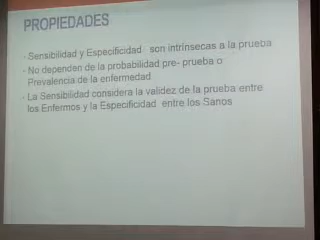 PROPIEDADES
- Sensibilidad y Especificidad son intrínsecas a la prueba
- No dependen de la probabilidad pre- prueba o
Prevalencia de la enfermedad
- La Sensibilidad considera la validez de la prueba entre
los Enfermos y la Especificidad entre los Sanos